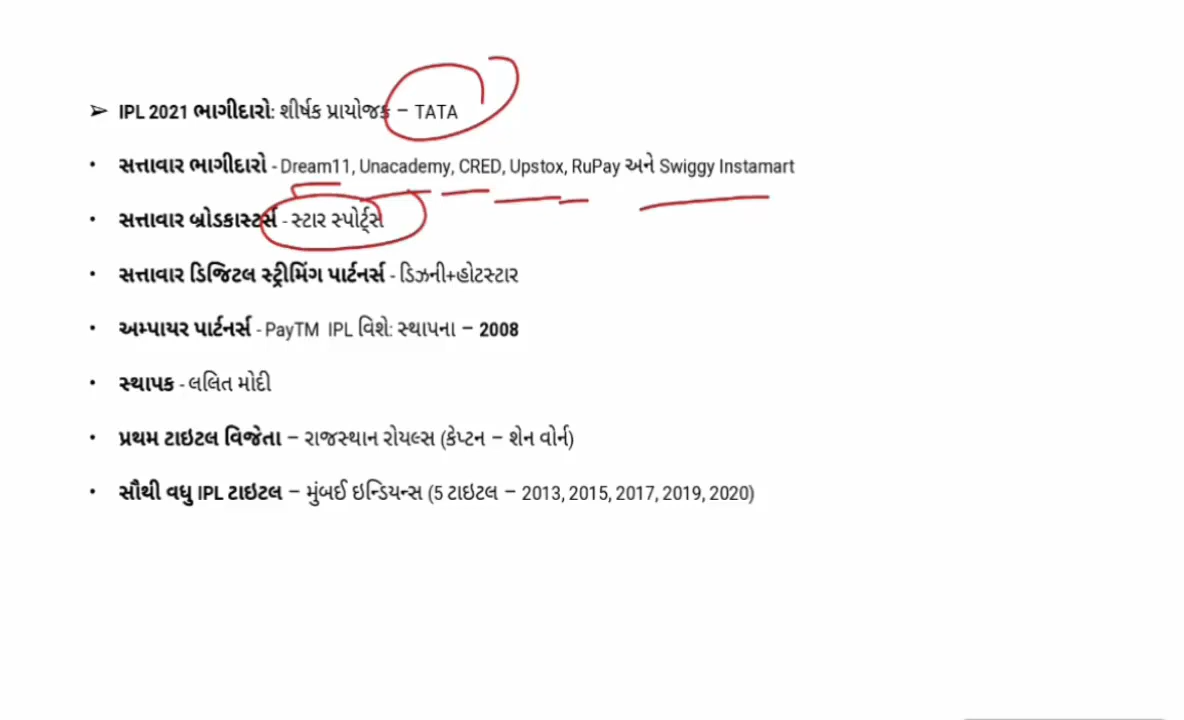 ➢ IPL 2021 ભાગીદારો: શીર્ષક પ્રાયોજક – TATA
• સત્તાવાર ભાગીદારો - Dream11, Unacademy, CRED, Upstox, RuPay અને Swiggy Instamart
• સત્તાવાર બ્રોડકાસ્ટર્સ - સ્ટાર સ્પોર્ટ્સ
• સત્તાવાર ડિજિટલ સ્ટ્રીમિંગ પાર્ટનર્સ - ડિઝની+હોટસ્ટાર
• અમ્પાયર પાર્ટનર્સ - PayTM IPL વિશે: સ્થાપના – 2008
• સ્થાપક - લલિત મોદી
• પ્રથમ ટાઇટલ વિજેતા – રાજસ્થાન રોયલ્સ (કેપ્ટન – શેન વોર્ન)
• સૌથી વધુ IPL ટાઇટલ – મુંબઈ ઇન્ડિયન્સ (5 ટાઇટલ – 2013, 2015, 2017, 2019, 2020)